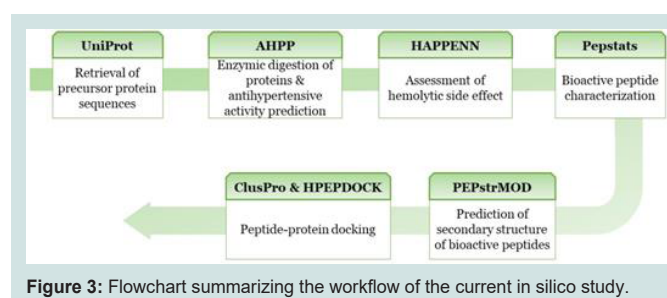 UniProt
Retrieval of
precursor protein
sequences
AHPP
Enzymic digestion of
proteins &
antihypertensive
activity prediction
HAPPENN
Assessment of
hemolytic side effect
Pepstats
Bioactive peptide
characterization
PEPstrMOD
Prediction of
secondary structure
of bioactive peptides
ClusPro & HPEPDOCK
Peptide-protein docking
Figure 3: Flowchart summarizing the workflow of the current in silico study.